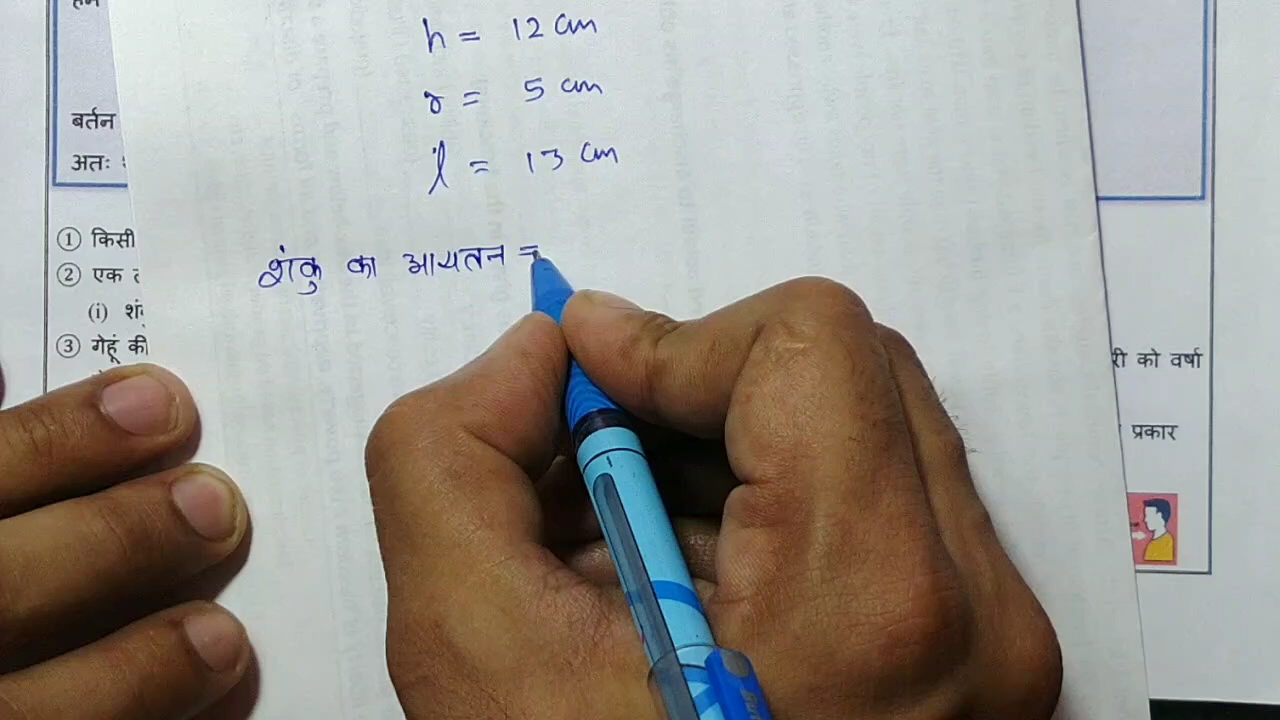 h = 12 cm
r = 5 cm
l = 13 cm
शंकु का आयतन =
बर्तन
अतः
① किसी
② एक
(i)
③ गेहूं की
री को वर्षा
प्रकार